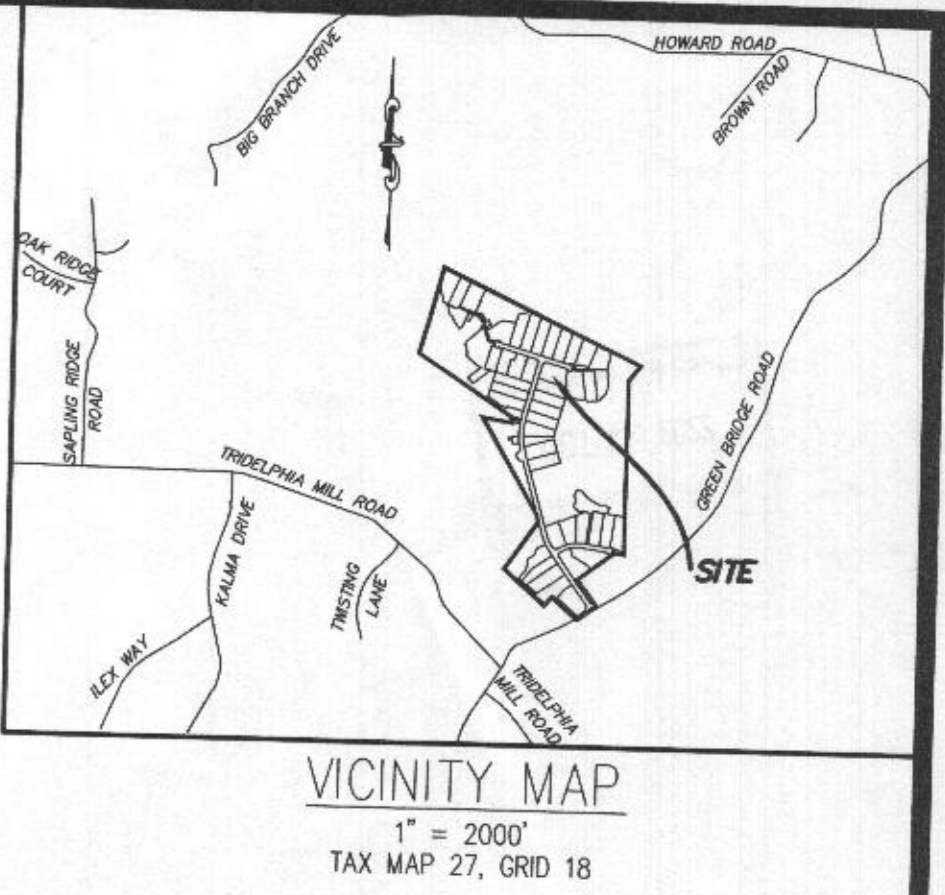 HOWARD ROAD
BIG BRANCH DRIVE
BROWN ROAD
OAK RIDGE
COURT
SAPLING RIDGE
ROAD
GREEN BRIDGE ROAD
TRIDELPHIA MILL ROAD
KALMA DRIVE
TWISTING
LANE
SITE
ILEX WAY
TRIDELPHIA
MILL ROAD
VICINITY MAP
1" = 2000'
TAX MAP 27, GRID 18